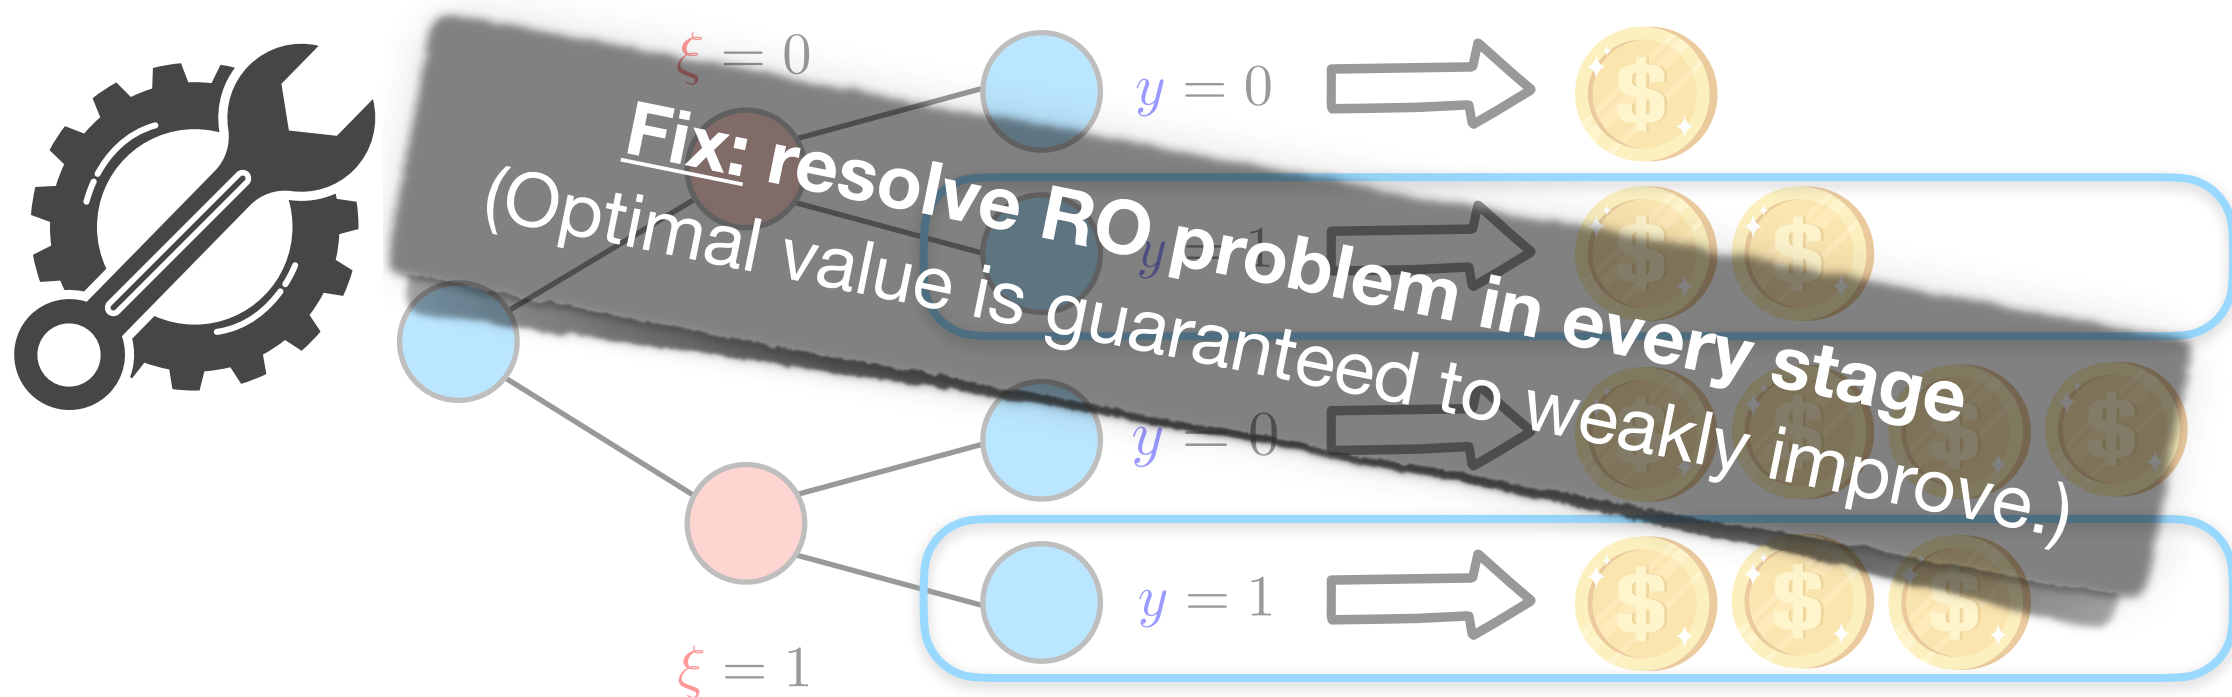 ξ = 0
y = 0
Fix: resolve RO problem in every stage
(Optimal value is guaranteed to weakly improve.)
y = 1
y = 0
y = 1
ξ = 1